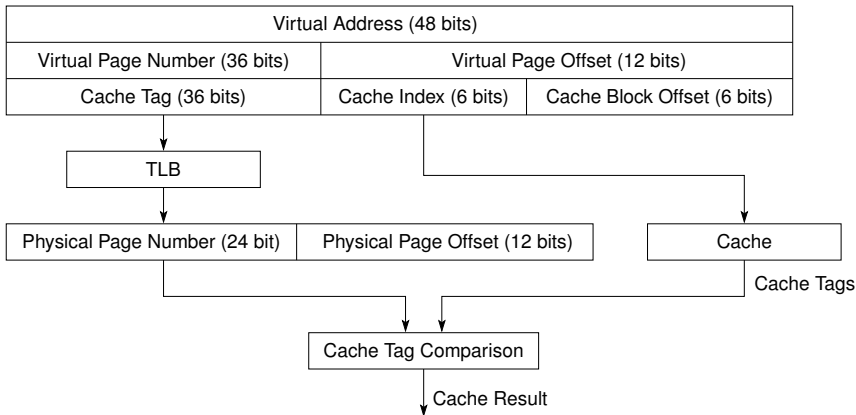 Virtual Address (48 bits)
Virtual Page Number (36 bits) Virtual Page Offset (12 bits)
Cache Tag (36 bits) Cache Index (6 bits) Cache Block Offset (6 bits)
TLB
Physical Page Number (24 bit) Physical Page Offset (12 bits) Cache
Cache Tags
Cache Tag Comparison
Cache Result